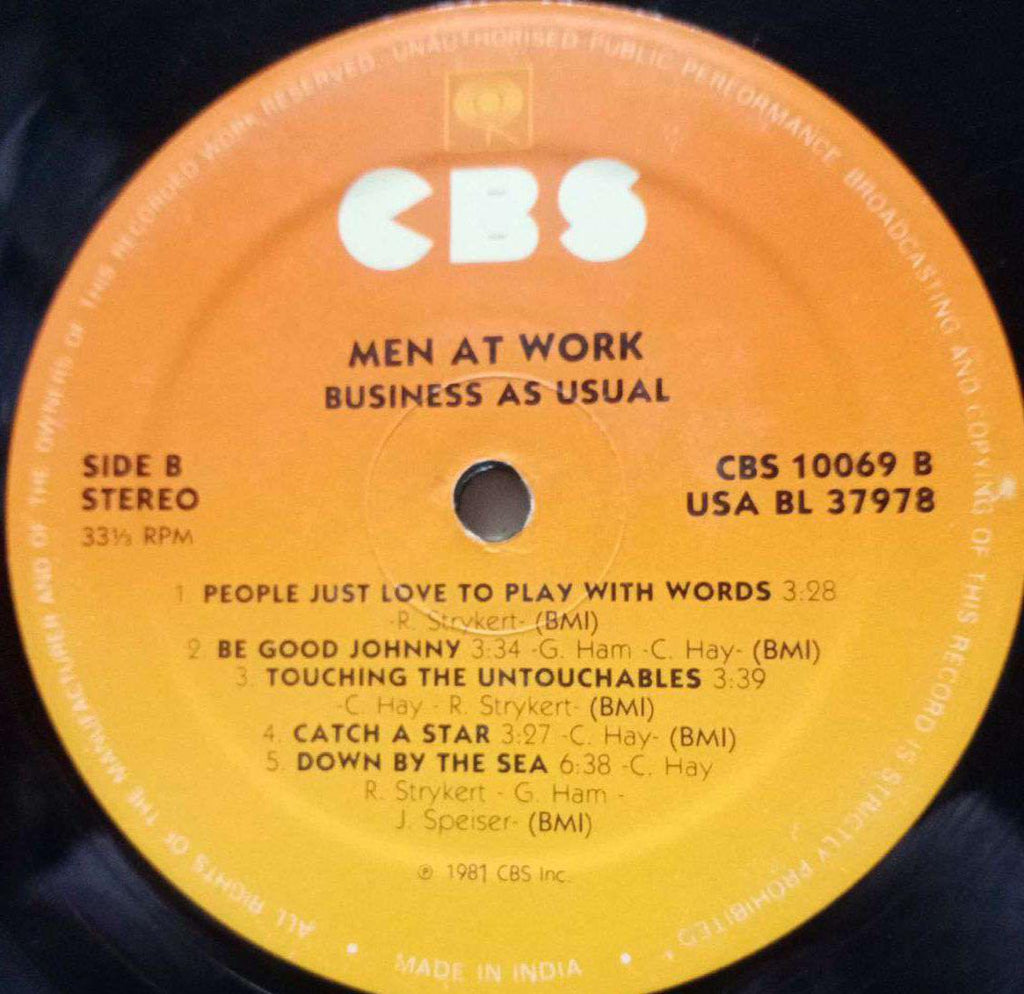 ALL RIGHTS OF THE MANUFACTURER AND OF THE OWNERS OF THIS RECORDED WORK RESERVED. UNAUTHORISED PUBLIC PERFORMANCE BROADCASTING AND COPYING OF THIS RECORD IS STRICTLY PROHIBITED
CBS
MEN AT WORK
BUSINESS AS USUAL
SIDE B
STEREO
33⅓ RPM
CBS 10069 B
USA BL 37978
1 PEOPLE JUST LOVE TO PLAY WITH WORDS 3:28
-R. Strykert- (BMI)
2. BE GOOD JOHNNY 3:34 -G. Ham -C. Hay- (BMI)
3. TOUCHING THE UNTOUCHABLES 3:39
-C. Hay - R. Strykert- (BMI)
4. CATCH A STAR 3:27 -C. Hay- (BMI)
5. DOWN BY THE SEA 6:38 -C. Hay
R. Strykert - G. Ham -
J. Speiser- (BMI)
℗ 1981 CBS Inc.
• MADE IN INDIA •